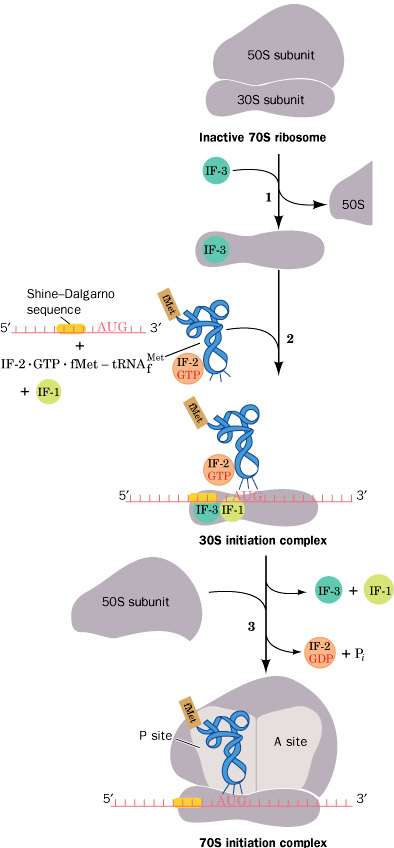 50S subunit
30S subunit
Inactive 70S ribosome
IF-3
1
50S
IF-3
Shine–Dalgarno
sequence
5′ AUG 3′
+
IF-2·GTP·fMet – tRNA f Met
+ IF-1
fMet
IF-2
GTP
2
fMet
IF-2
GTP
5′ AUG 3′
IF-3 IF-1
30S initiation complex
50S subunit
IF-3 + IF-1
3
IF-2
GDP + Pi
fMet
P site
A site
5′ AUG 3′
70S initiation complex